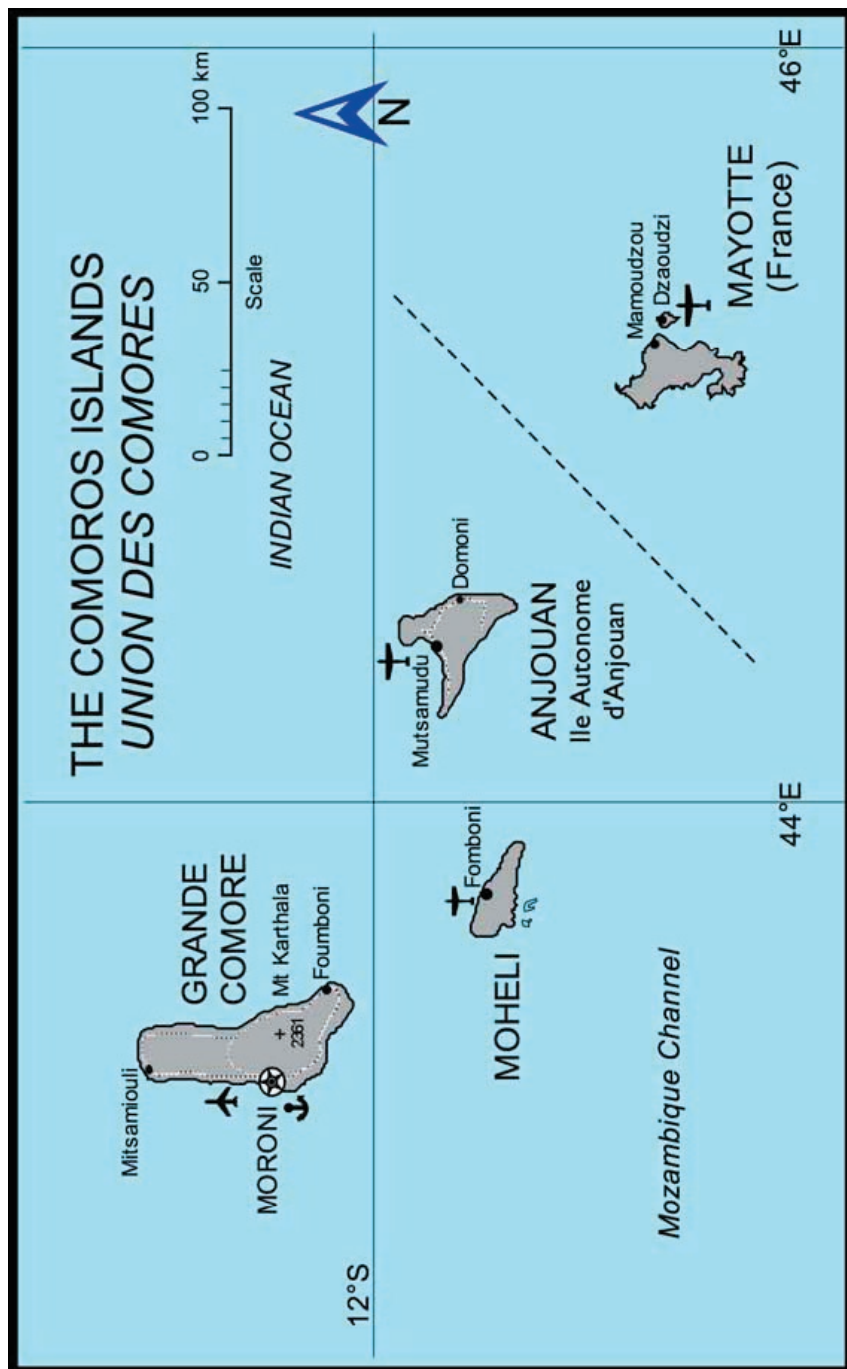 THE COMOROS ISLANDS
UNION DES COMORES
0 50 100 km
Scale
INDIAN OCEAN
N
Mitsamiouli
GRANDE
COMORE
Mt Karthala
2361
Foumboni
MORONI
12°S
Mutsamudu
Domoni
ANJOUAN
Ile Autonome
d'Anjouan
Fomboni
MOHELI
Mamoudzou
Dzaoudzi
MAYOTTE
(France)
Mozambique Channel
44°E
46°E